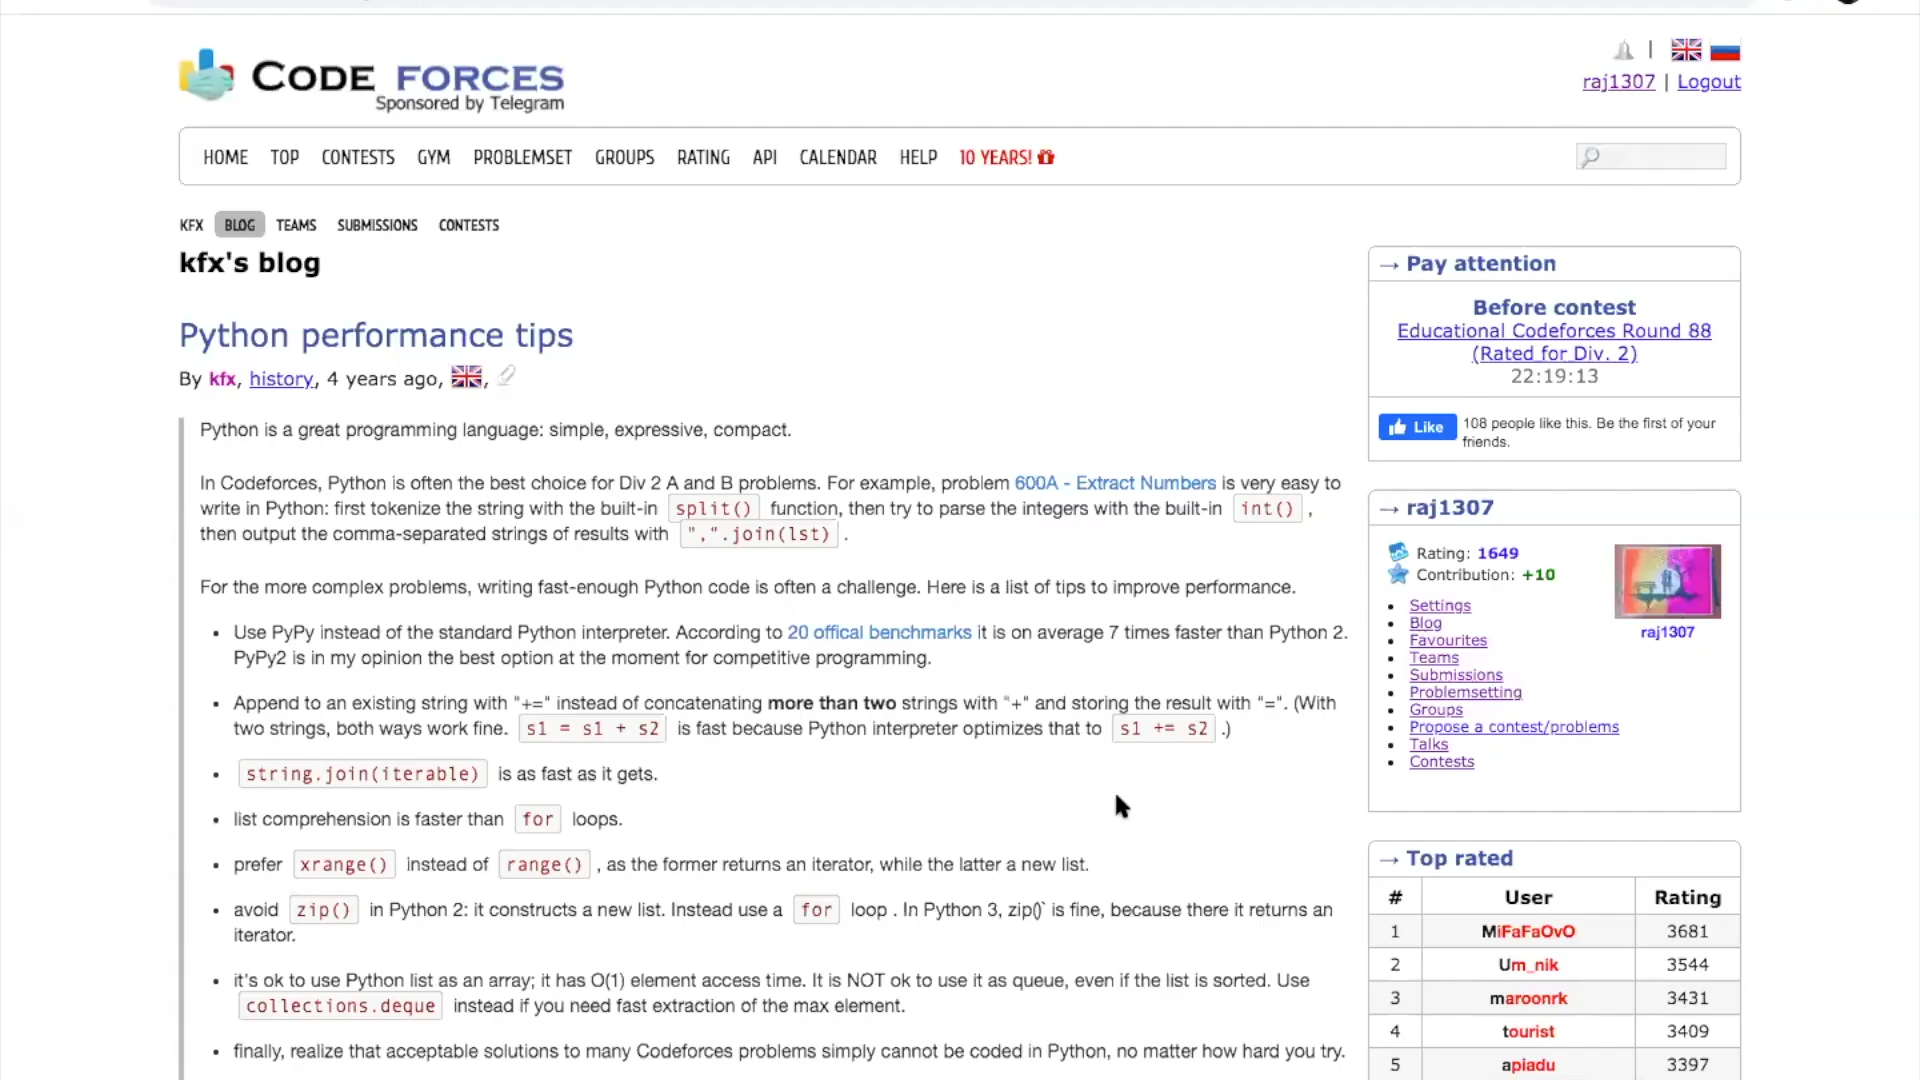 CODE FORCES
Sponsored by Telegram
raj1307 | Logout
HOME TOP CONTESTS GYM PROBLEMSET GROUPS RATING API CALENDAR HELP 10 YEARS!
KFX BLOG TEAMS SUBMISSIONS CONTESTS
kfx's blog
Python performance tips
By kfx, history, 4 years ago,
Python is a great programming language: simple, expressive, compact.
In Codeforces, Python is often the best choice for Div 2 A and B problems. For example, problem 600A - Extract Numbers is very easy to
write in Python: first tokenize the string with the built-in split() function, then try to parse the integers with the built-in int() ,
then output the comma-separated strings of results with ",".join(lst) .
For the more complex problems, writing fast-enough Python code is often a challenge. Here is a list of tips to improve performance.
• Use PyPy instead of the standard Python interpreter. According to 20 offical benchmarks it is on average 7 times faster than Python 2.
PyPy2 is in my opinion the best option at the moment for competitive programming.
• Append to an existing string with "+=" instead of concatenating more than two strings with "+" and storing the result with "=". (With
two strings, both ways work fine. s1 = s1 + s2 is fast because Python interpreter optimizes that to s1 += s2 .)
• string.join(iterable) is as fast as it gets.
• list comprehension is faster than for loops.
• prefer xrange() instead of range() , as the former returns an iterator, while the latter a new list.
• avoid zip() in Python 2: it constructs a new list. Instead use a for loop . In Python 3, zip()` is fine, because there it returns an
iterator.
• it's ok to use Python list as an array; it has O(1) element access time. It is NOT ok to use it as queue, even if the list is sorted. Use
collections.deque instead if you need fast extraction of the max element.
• finally, realize that acceptable solutions to many Codeforces problems simply cannot be coded in Python, no matter how hard you try.
→ Pay attention
Before contest
Educational Codeforces Round 88
(Rated for Div. 2)
22:19:13
Like 108 people like this. Be the first of your
friends.
→ raj1307
Rating: 1649
Contribution: +10
• Settings
• Blog
• Favourites
• Teams
• Submissions
• Problemsetting
• Groups
• Propose a contest/problems
• Talks
• Contests
raj1307
→ Top rated
# User Rating
1 MiFaFaOvO 3681
2 Um_nik 3544
3 maroonrk 3431
4 tourist 3409
5 apiadu 3397